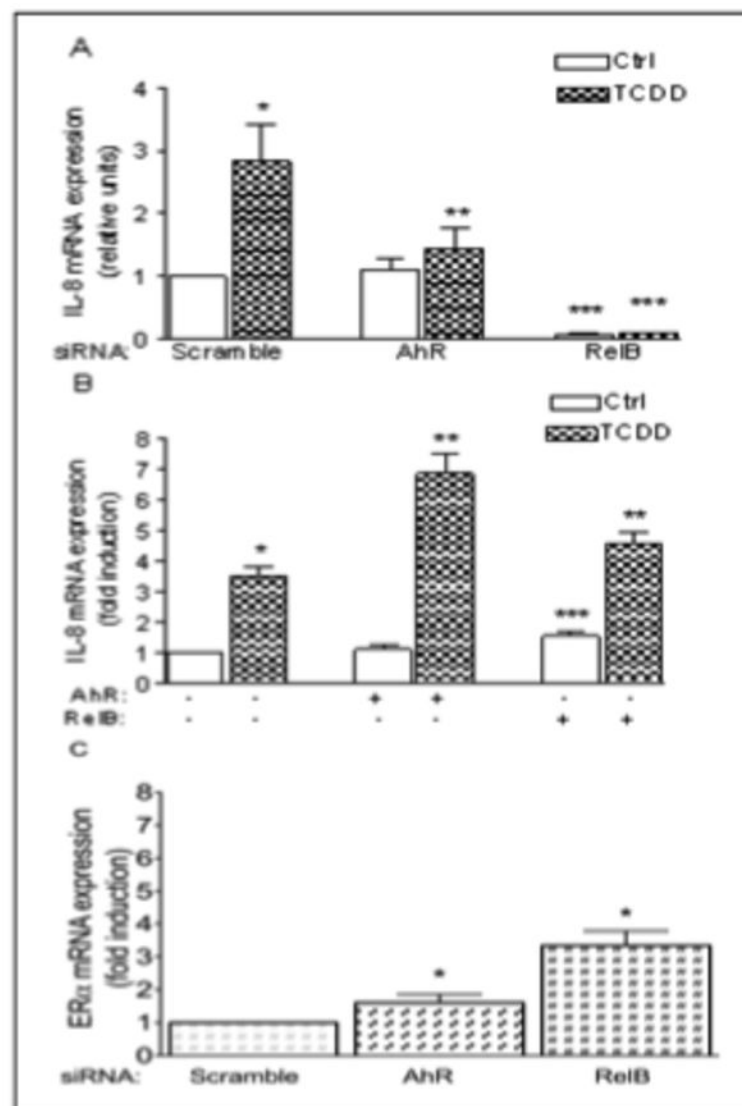 A
Ctrl
TCDD
IL-8 mRNA expression
(relative units)
4
3
2
1
0
*
**
***
***
siRNA:
Scramble
AhR
RelB
B
Ctrl
TCDD
IL-8 mRNA expression
(fold induction)
8
7
6
5
4
3
2
1
0
*
**
***
**
AhR: - - + + - -
RelB: - - - - + +
C
ERα mRNA expression
(fold induction)
8
7
6
5
4
3
2
1
0
*
*
siRNA:
Scramble
AhR
RelB